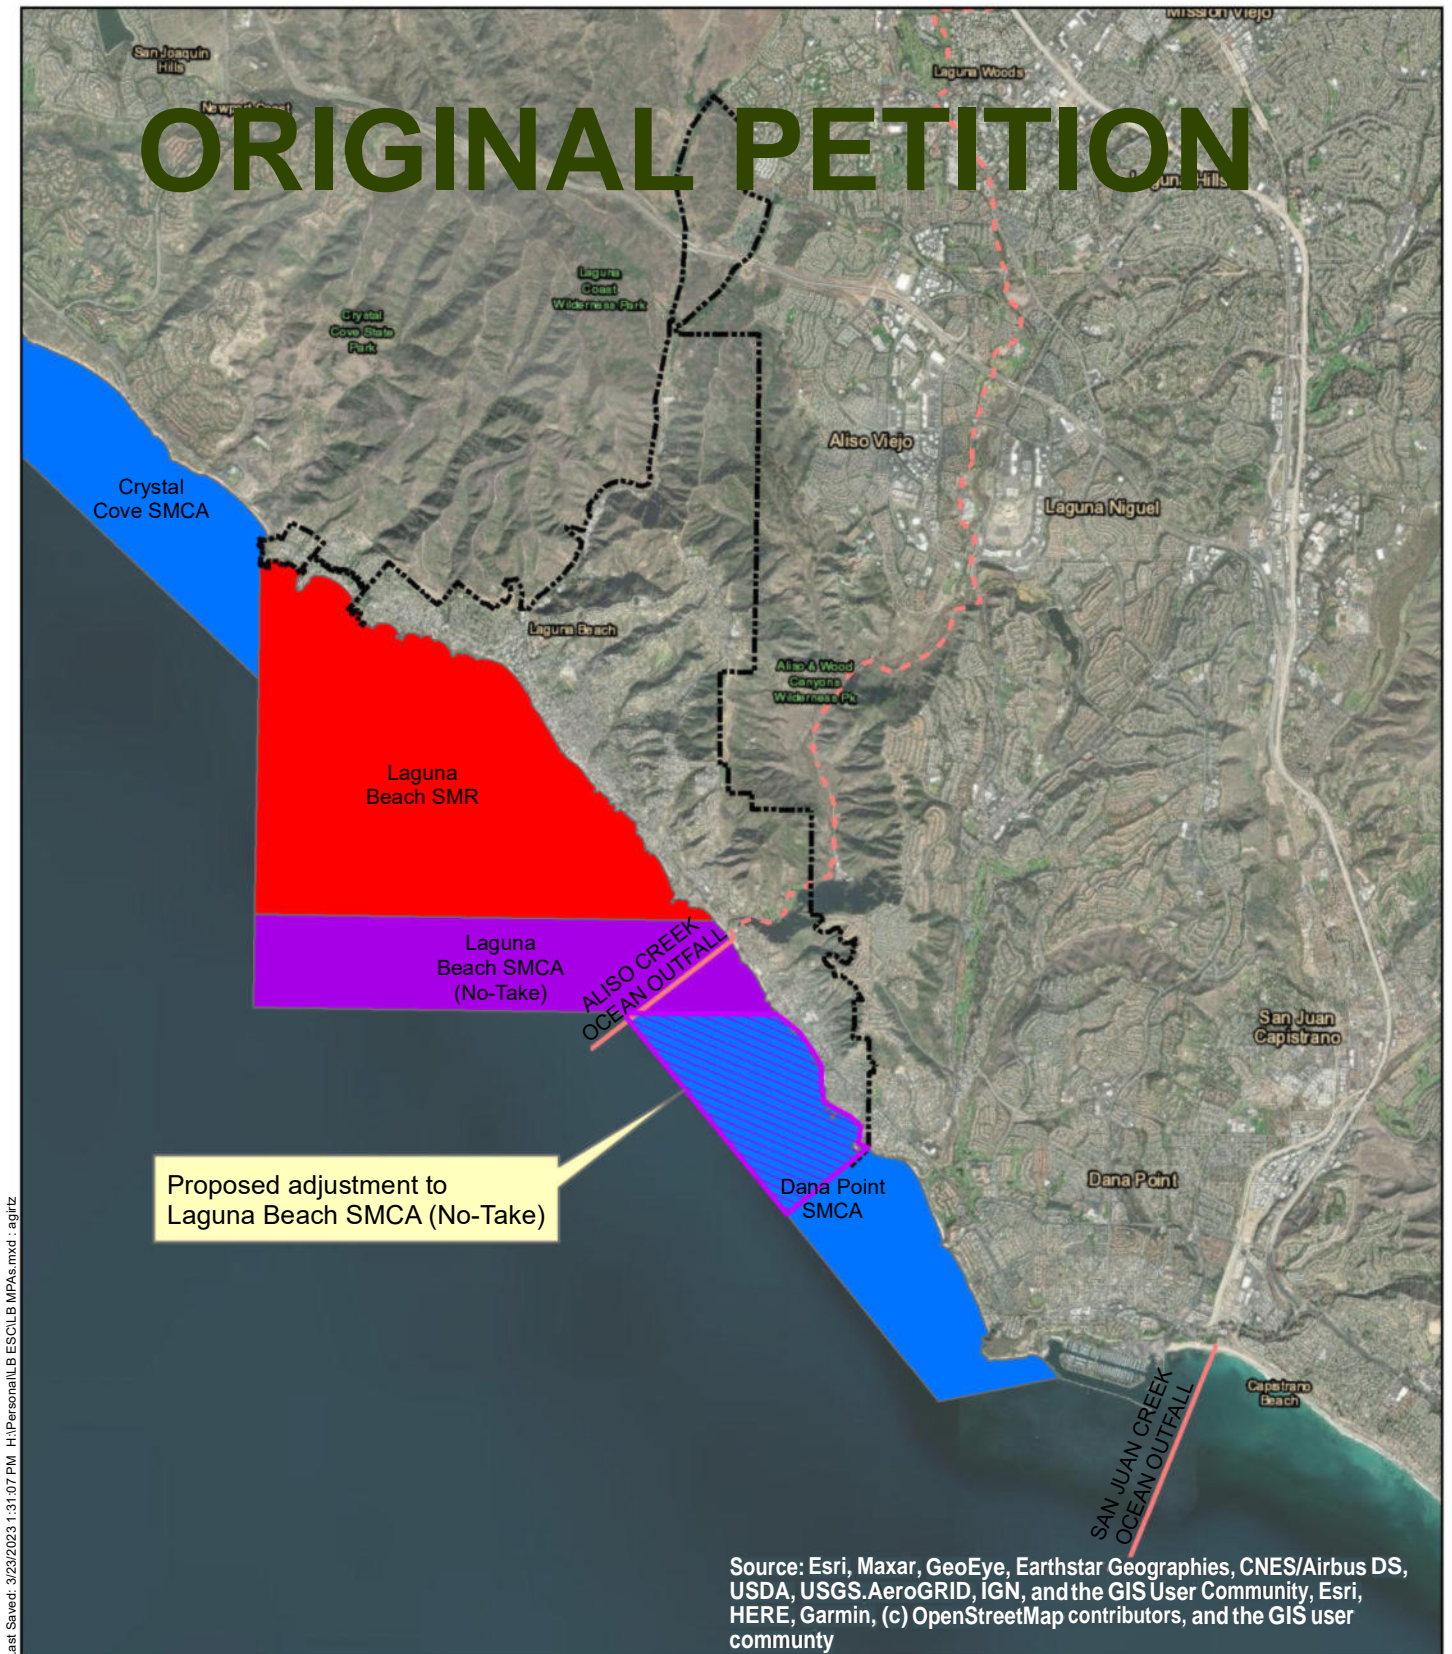 Mission Viejo
San Joaquin
Hills
Laguna Woods
Newport Coast
ORIGINAL PETITION
Laguna Hills
Laguna
Coast
Wilderness Park
Crystal
Cove State
Park
Aliso Viejo
Crystal
Cove SMCA
Laguna Niguel
Laguna Beach
Aliso & Wood
Canyons
Wilderness Pk
Laguna
Beach SMR
Laguna
Beach SMCA
(No-Take)
ALISO CREEK
OCEAN OUTFALL
San Juan
Capistrano
Proposed adjustment to
Laguna Beach SMCA (No-Take)
Dana Point
SMCA
Dana Point
Capistrano
Beach
SAN JUAN CREEK
OCEAN OUTFALL
Source: Esri, Maxar, GeoEye, Earthstar Geographies, CNES/Airbus DS,
USDA, USGS.AeroGRID, IGN, and the GIS User Community, Esri,
HERE, Garmin, (c) OpenStreetMap contributors, and the GIS user
communty
ast Saved: 3/23/2023 1:31:07 PM H:\Personal\LB ESC\LB MPAs.mxd : agirtz